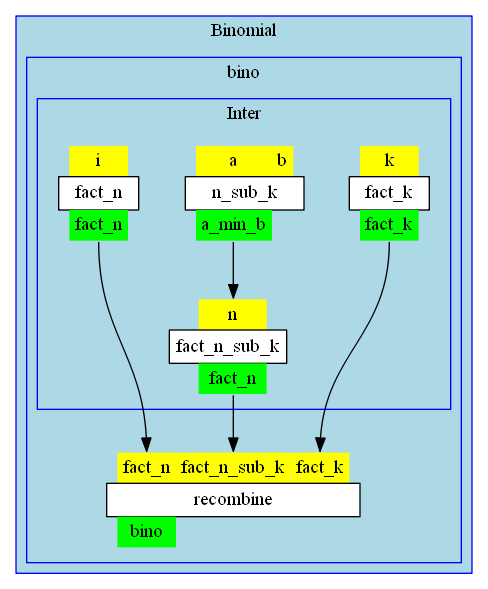 Binomial
bino
Inter
i a b k
fact_n n_sub_k fact_k
fact_n a_min_b fact_k
n
fact_n_sub_k
fact_n
fact_n fact_n_sub_k fact_k
recombine
bino